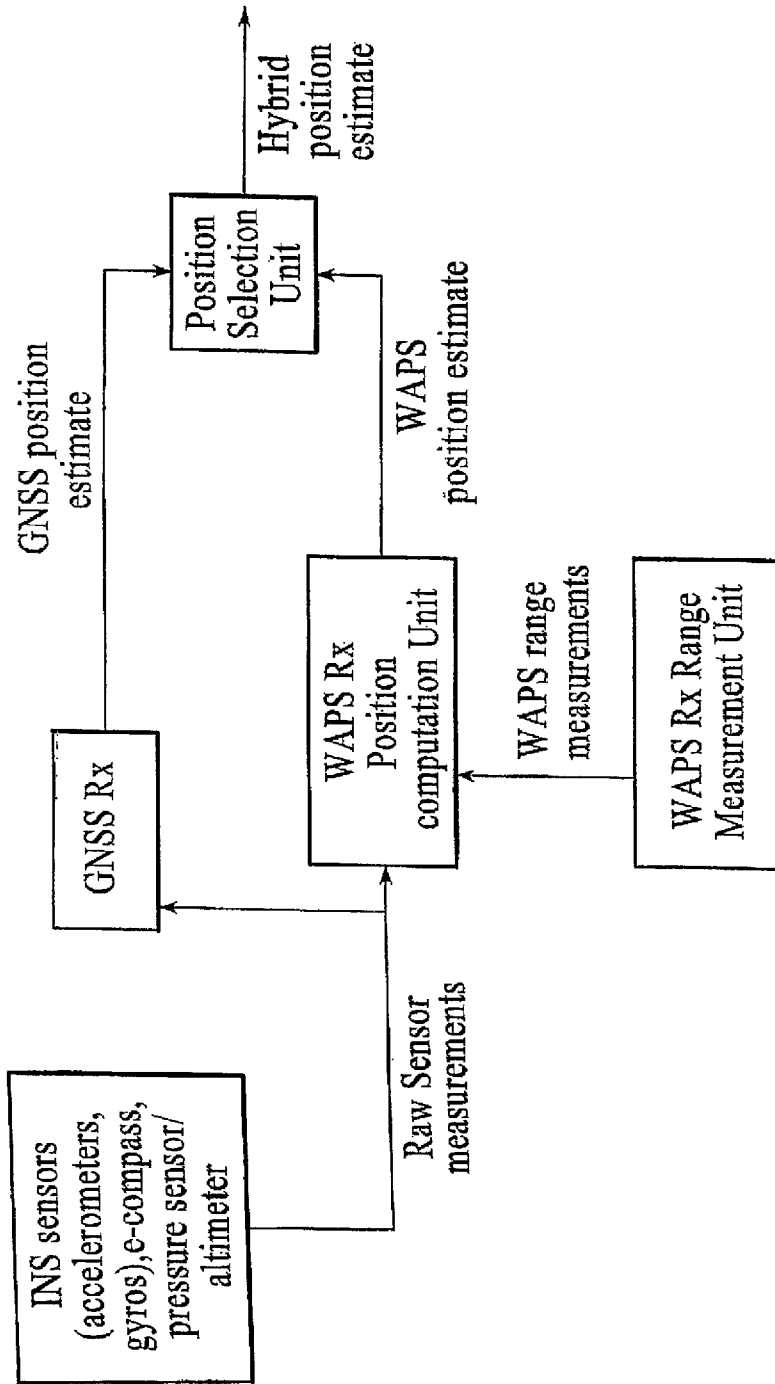 INS sensors
(accelerometers,
gyros),e-compass,
pressure sensor/
altimeter
Raw Sensor
measurements
GNSS Rx
GNSS position
estimate
WAPS Rx
Position
computation Unit
WAPS range
measurements
WAPS Rx Range
Measurement Unit
WAPS
position estimate
Position
Selection
Unit
Hybrid
position
estimate